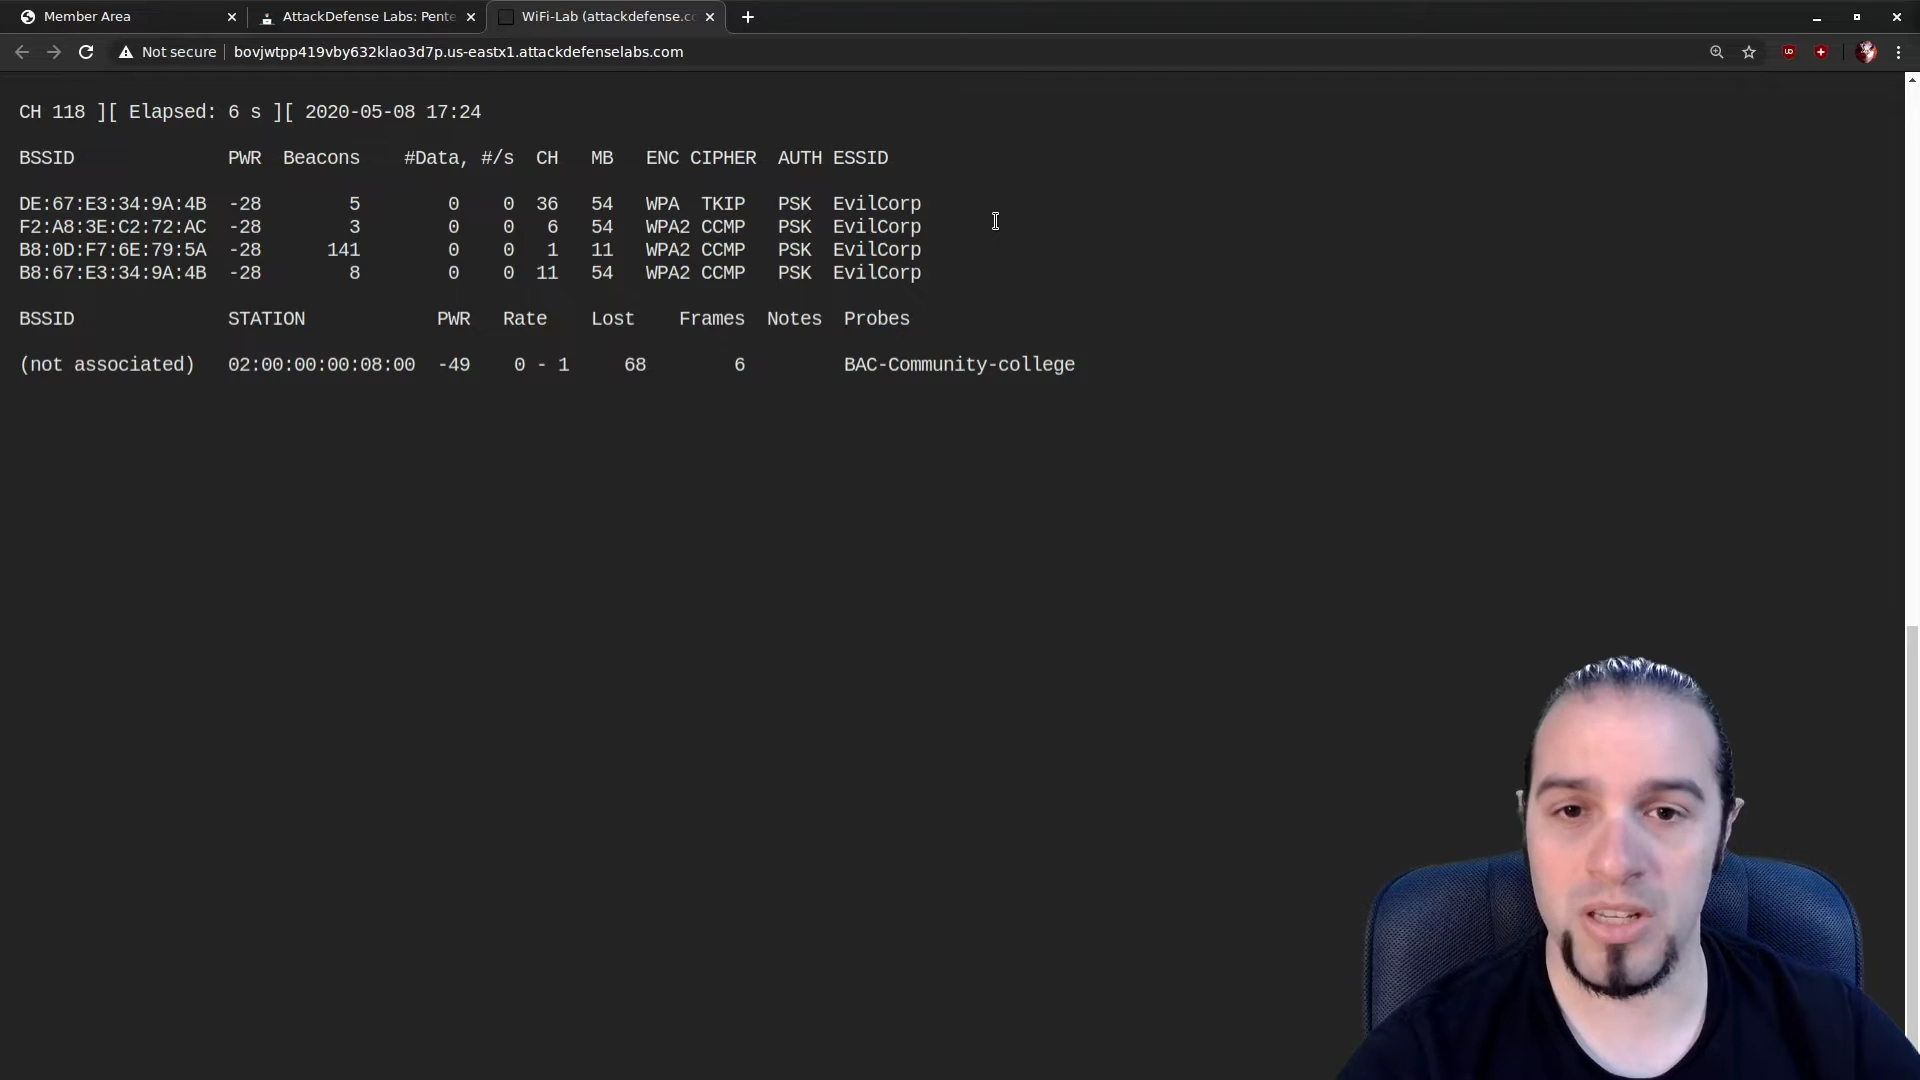 Member Area
AttackDefense Labs: Pente
WiFi-Lab (attackdefense.co
Not secure
bovjwtpp419vby632klao3d7p.us-eastx1.attackdefenselabs.com
CH 118 ][ Elapsed: 6 s ][ 2020-05-08 17:24
BSSID PWR Beacons #Data, #/s CH MB ENC CIPHER AUTH ESSID
DE:67:E3:34:9A:4B -28 5 0 0 36 54 WPA TKIP PSK EvilCorp
F2:A8:3E:C2:72:AC -28 3 0 0 6 54 WPA2 CCMP PSK EvilCorp
B8:0D:F7:6E:79:5A -28 141 0 0 1 11 WPA2 CCMP PSK EvilCorp
B8:67:E3:34:9A:4B -28 8 0 0 11 54 WPA2 CCMP PSK EvilCorp
BSSID STATION PWR Rate Lost Frames Notes Probes
(not associated) 02:00:00:00:08:00 -49 0 - 1 68 6 BAC-Community-college